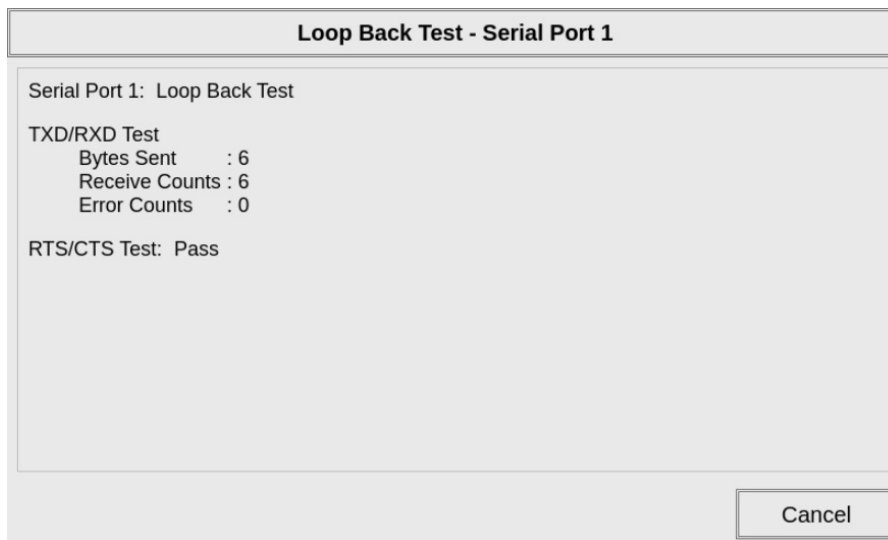 Loop Back Test - Serial Port 1
Serial Port 1:  Loop Back Test
TXD/RXD Test
Bytes Sent : 6
Receive Counts : 6
Error Counts : 0
RTS/CTS Test:  Pass
Cancel